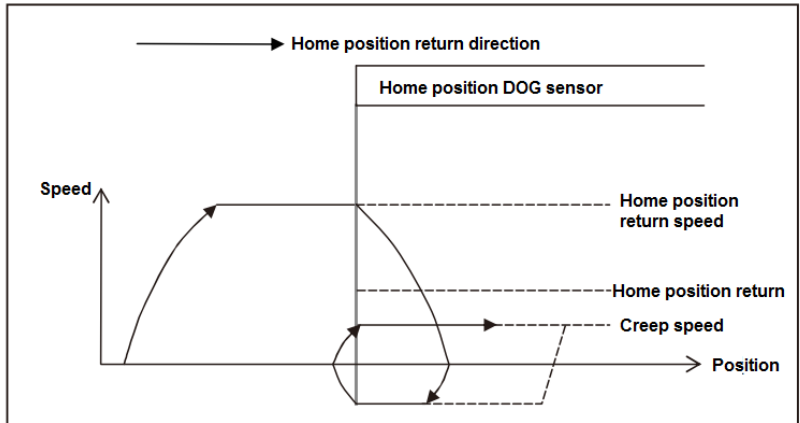 Home position return direction
Home position DOG sensor
Speed
Home position
return speed
Home position return
Creep speed
Position